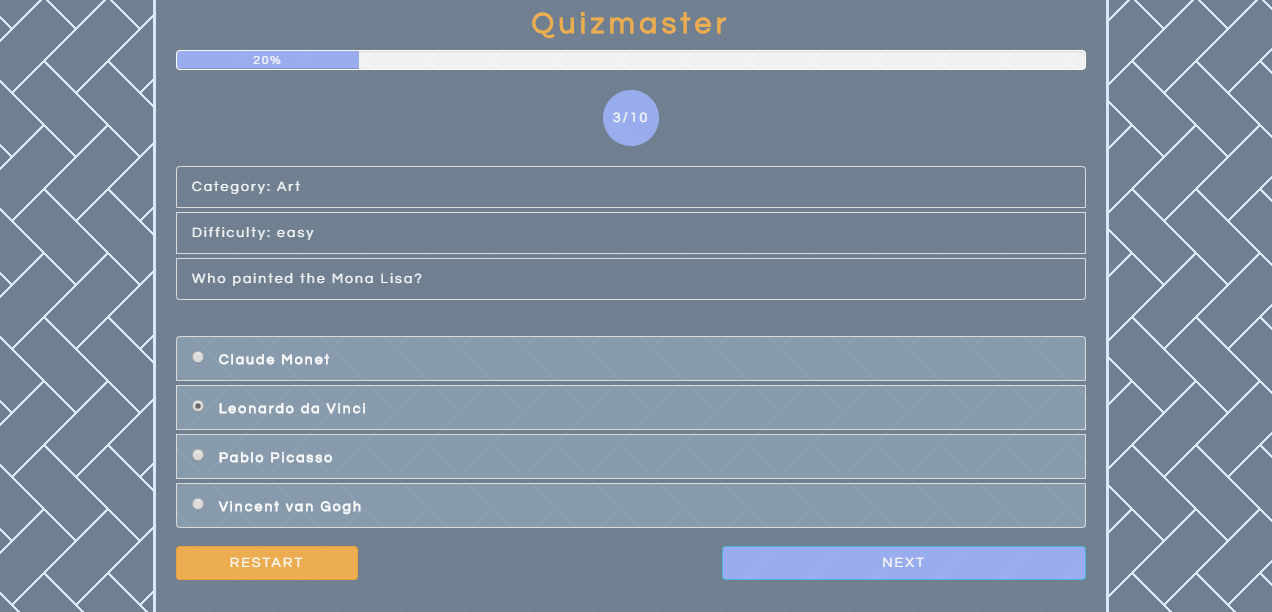 Quizmaster
20%
3/10
Category: Art
Difficulty: easy
Who painted the Mona Lisa?
Claude Monet
Leonardo da Vinci
Pablo Picasso
Vincent van Gogh
RESTART
NEXT